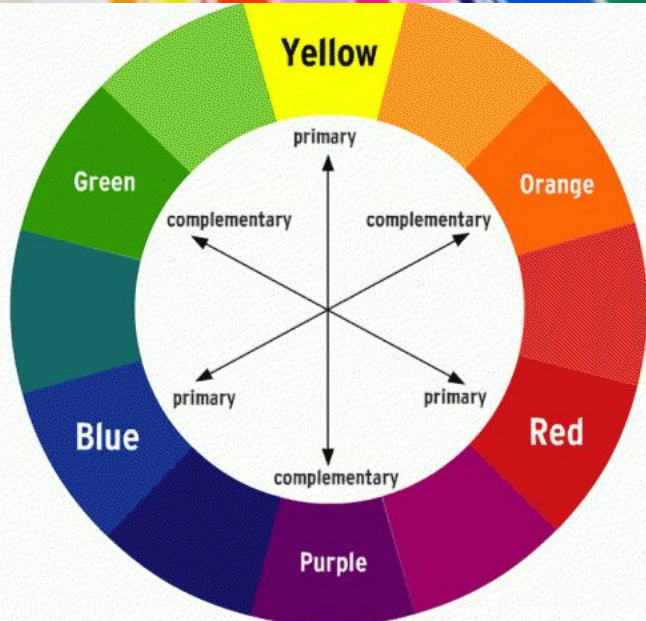 Yellow
primary
Green
Orange
complementary
complementary
primary
primary
Blue
Red
complementary
Purple